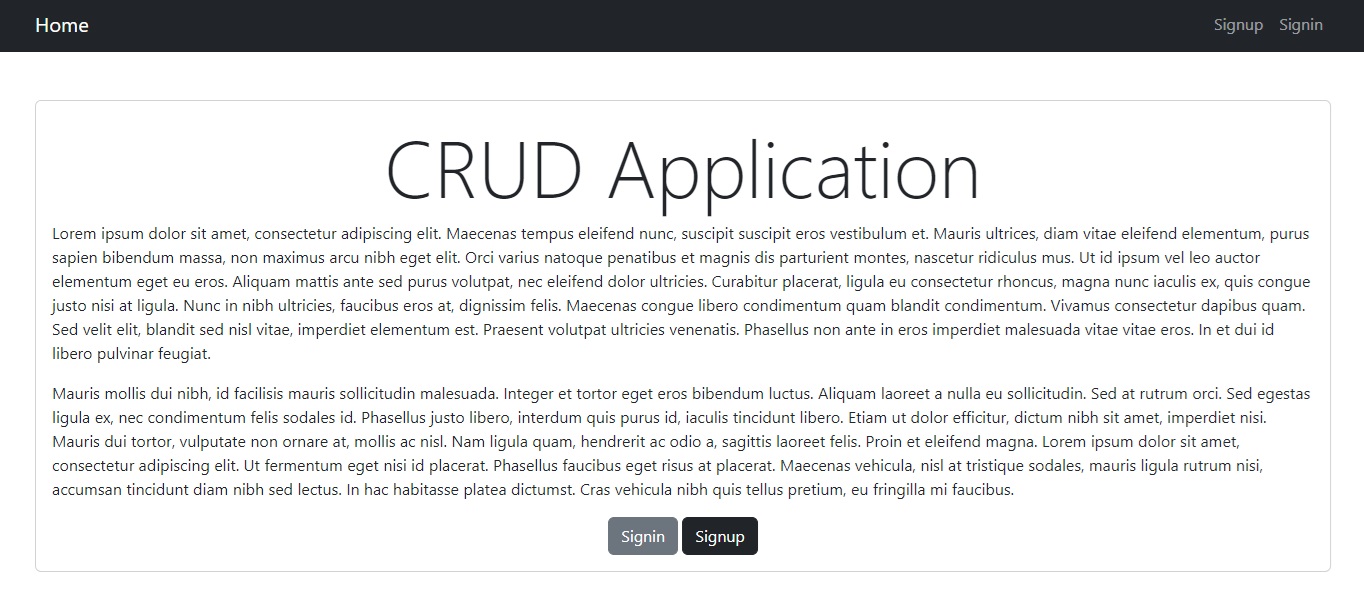 Home
Signup Signin
CRUD Application
Lorem ipsum dolor sit amet, consectetur adipiscing elit. Maecenas tempus eleifend nunc, suscipit suscipit eros vestibulum et. Mauris ultrices, diam vitae eleifend elementum, purus
sapien bibendum massa, non maximus arcu nibh eget elit. Orci varius natoque penatibus et magnis dis parturient montes, nascetur ridiculus mus. Ut id ipsum vel leo auctor
elementum eget eu eros. Aliquam mattis ante sed purus volutpat, nec eleifend dolor ultricies. Curabitur placerat, ligula eu consectetur rhoncus, magna nunc iaculis ex, quis congue
justo nisi at ligula. Nunc in nibh ultricies, faucibus eros at, dignissim felis. Maecenas congue libero condimentum quam blandit condimentum. Vivamus consectetur dapibus quam.
Sed velit elit, blandit sed nisl vitae, imperdiet elementum est. Praesent volutpat ultricies venenatis. Phasellus non ante in eros imperdiet malesuada vitae vitae eros. In et dui id
libero pulvinar feugiat.
Mauris mollis dui nibh, id facilisis mauris sollicitudin malesuada. Integer et tortor eget eros bibendum luctus. Aliquam laoreet a nulla eu sollicitudin. Sed at rutrum orci. Sed egestas
ligula ex, nec condimentum felis sodales id. Phasellus justo libero, interdum quis purus id, iaculis tincidunt libero. Etiam ut dolor efficitur, dictum nibh sit amet, imperdiet nisi.
Mauris dui tortor, vulputate non ornare at, mollis ac nisl. Nam ligula quam, hendrerit ac odio a, sagittis laoreet felis. Proin et eleifend magna. Lorem ipsum dolor sit amet,
consectetur adipiscing elit. Ut fermentum eget nisi id placerat. Phasellus faucibus eget risus at placerat. Maecenas vehicula, nisl at tristique sodales, mauris ligula rutrum nisi,
accumsan tincidunt diam nibh sed lectus. In hac habitasse platea dictumst. Cras vehicula nibh quis tellus pretium, eu fringilla mi faucibus.
Signin Signup